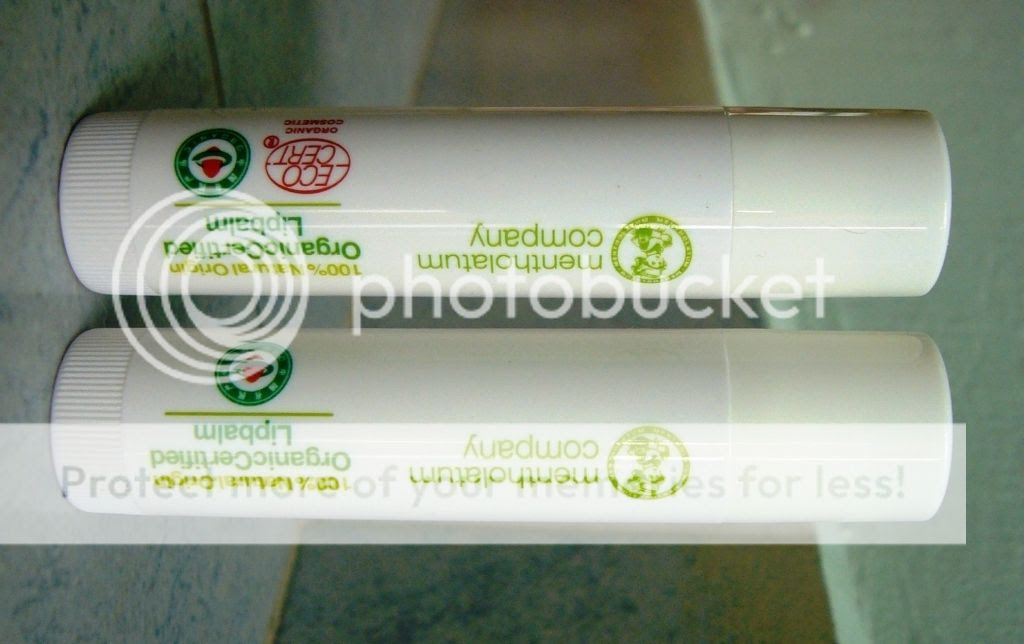 mentholatum
company
100% Natural Origin
OrganicCertified
Lipbalm
ECO
CERT®
ORGANIC
COSMETIC
photobucket
mentholatum
company
100% Natural Origin
OrganicCertified
Lipbalm
Protect more of your memories for less!